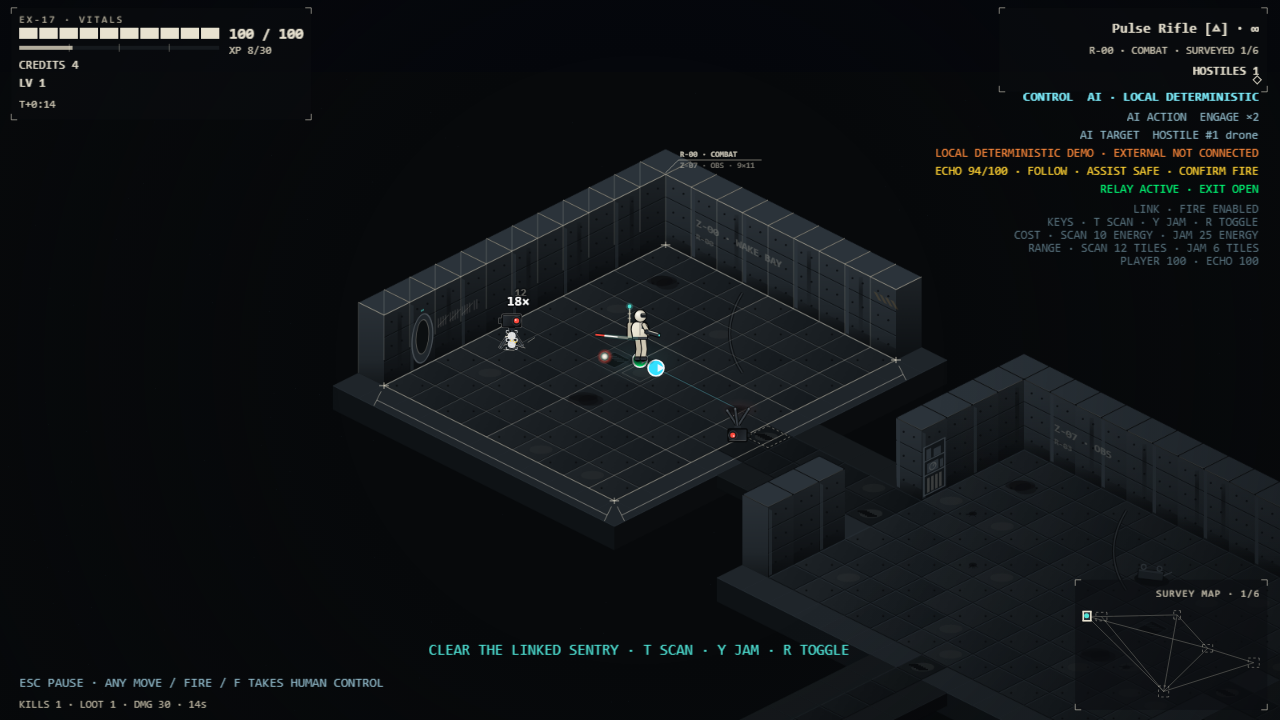 EX-17 · VITALS
100 / 100
XP 8/30
CREDITS 4
LV 1
T+0:14
Pulse Rifle [▲] · ∞
R-00 · COMBAT · SURVEYED 1/6
HOSTILES 1
CONTROL AI · LOCAL DETERMINISTIC
AI ACTION ENGAGE ×2
AI TARGET HOSTILE #1 drone
LOCAL DETERMINISTIC DEMO · EXTERNAL NOT CONNECTED
ECHO 94/100 · FOLLOW · ASSIST SAFE · CONFIRM FIRE
RELAY ACTIVE · EXIT OPEN
LINK · FIRE ENABLED
KEYS · T SCAN · Y JAM · R TOGGLE
COST · SCAN 10 ENERGY · JAM 25 ENERGY
RANGE · SCAN 12 TILES · JAM 6 TILES
PLAYER 100 · ECHO 100
R-00 · COMBAT
Z-07 · OBS · 9×11
Z-00 · WAKE BAY
R-00
12
18×
Z-07 · OBS
SURVEY MAP · 1/6
CLEAR THE LINKED SENTRY · T SCAN · Y JAM · R TOGGLE
ESC PAUSE · ANY MOVE / FIRE / F TAKES HUMAN CONTROL
KILLS 1 · LOOT 1 · DMG 30 · 14s